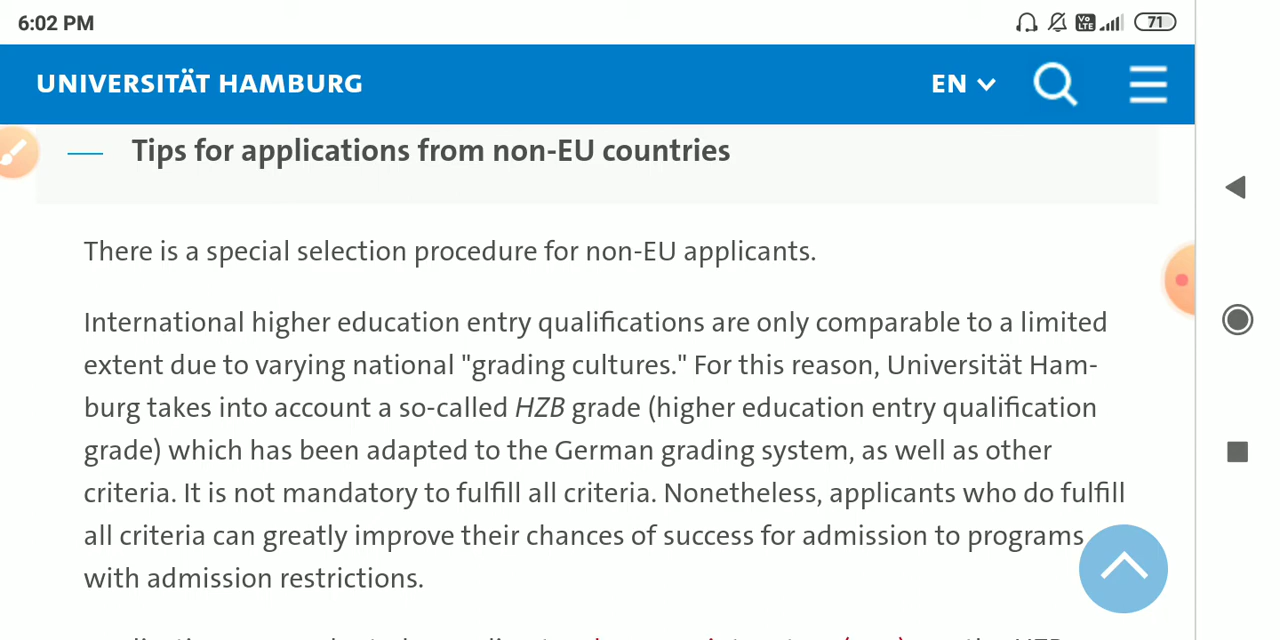 6:02 PM
Vo LTE
71
UNIVERSITÄT HAMBURG
EN
Tips for applications from non-EU countries
There is a special selection procedure for non-EU applicants.
International higher education entry qualifications are only comparable to a limited
extent due to varying national "grading cultures." For this reason, Universität Ham-
burg takes into account a so-called HZB grade (higher education entry qualification
grade) which has been adapted to the German grading system, as well as other
criteria. It is not mandatory to fulfill all criteria. Nonetheless, applicants who do fulfill
all criteria can greatly improve their chances of success for admission to programs
with admission restrictions.